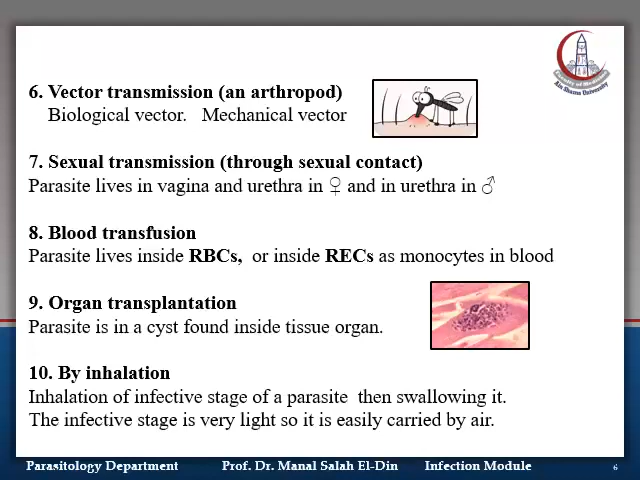 Ain Shams University
6. Vector transmission (an arthropod)
Biological vector. Mechanical vector
7. Sexual transmission (through sexual contact)
Parasite lives in vagina and urethra in ♀ and in urethra in ♂
8. Blood transfusion
Parasite lives inside RBCs, or inside RECs as monocytes in blood
9. Organ transplantation
Parasite is in a cyst found inside tissue organ.
10. By inhalation
Inhalation of infective stage of a parasite then swallowing it.
The infective stage is very light so it is easily carried by air.
Parasitology Department Prof. Dr. Manal Salah El-Din Infection Module 6